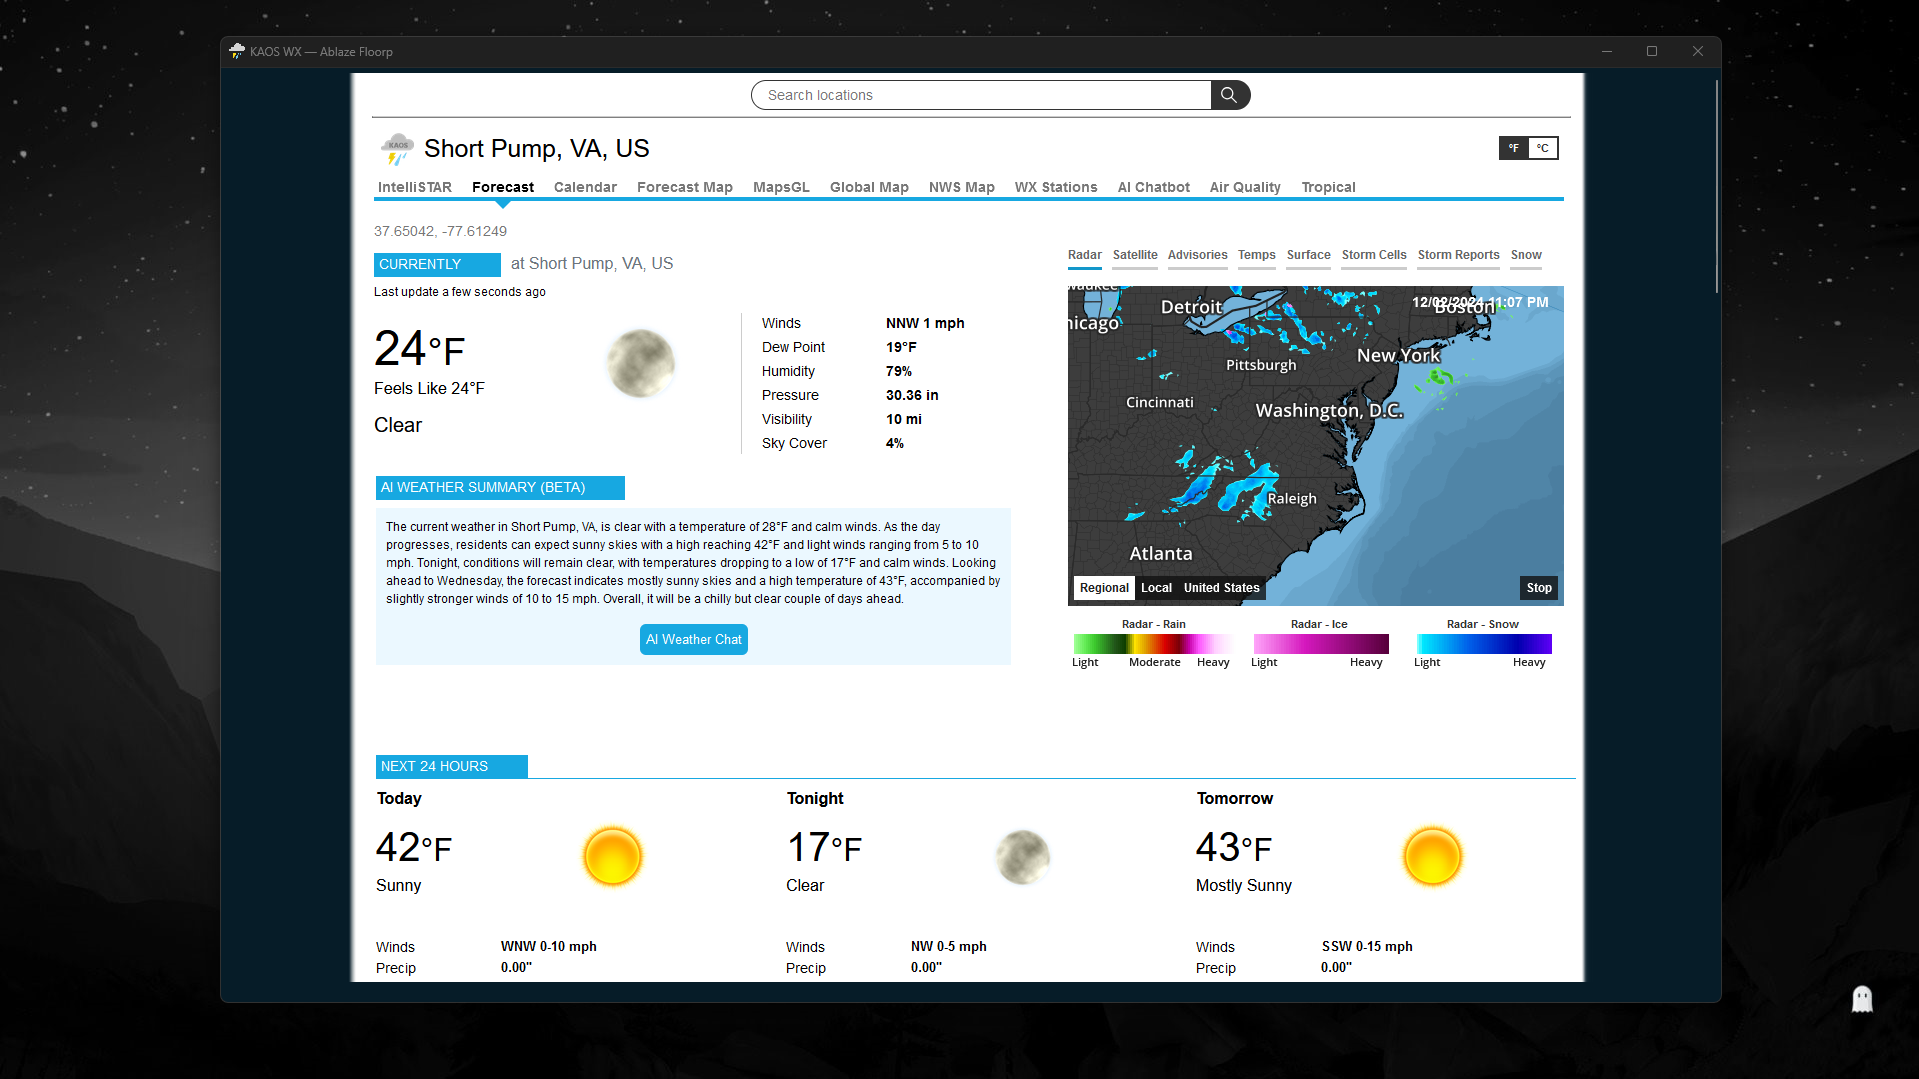 KAOS WX — Ablaze Floorp
Search locations
KAOS
Short Pump, VA, US
°F °C
IntelliSTAR Forecast Calendar Forecast Map MapsGL Global Map NWS Map WX Stations AI Chatbot Air Quality Tropical
37.65042, -77.61249
CURRENTLY at Short Pump, VA, US
Last update a few seconds ago
24°F
Feels Like 24°F
Clear
Winds NNW 1 mph
Dew Point 19°F
Humidity 79%
Pressure 30.36 in
Visibility 10 mi
Sky Cover 4%
Radar Satellite Advisories Temps Surface Storm Cells Storm Reports Snow
12/02/2024 11:07 PM
Detroit
Boston
New York
Pittsburgh
Cincinnati
Washington, D.C.
Raleigh
Atlanta
Regional Local United States Stop
Radar - Rain Radar - Ice Radar - Snow
Light Moderate Heavy Light Heavy Light Heavy
AI WEATHER SUMMARY (BETA)
The current weather in Short Pump, VA, is clear with a temperature of 28°F and calm winds. As the day
progresses, residents can expect sunny skies with a high reaching 42°F and light winds ranging from 5 to 10
mph. Tonight, conditions will remain clear, with temperatures dropping to a low of 17°F and calm winds. Looking
ahead to Wednesday, the forecast indicates mostly sunny skies and a high temperature of 43°F, accompanied by
slightly stronger winds of 10 to 15 mph. Overall, it will be a chilly but clear couple of days ahead.
AI Weather Chat
NEXT 24 HOURS
Today
42°F
Sunny
Winds WNW 0-10 mph
Precip 0.00"
Tonight
17°F
Clear
Winds NW 0-5 mph
Precip 0.00"
Tomorrow
43°F
Mostly Sunny
Winds SSW 0-15 mph
Precip 0.00"